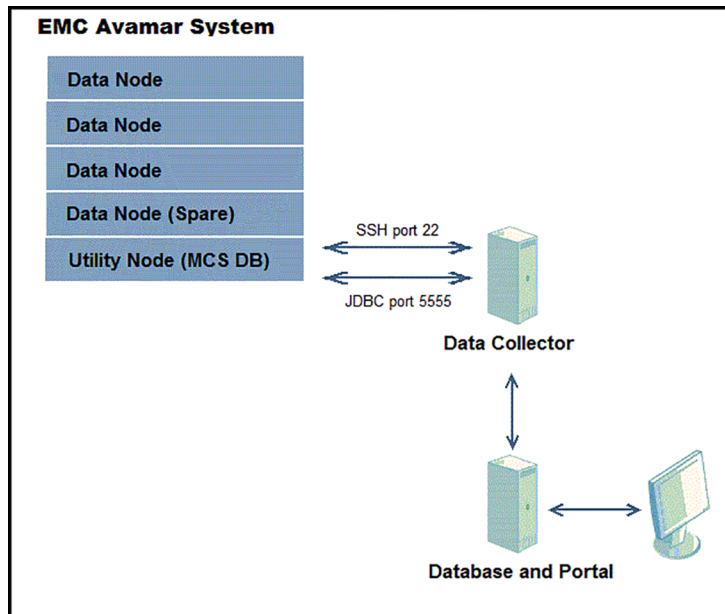 EMC Avamar System
Data Node
Data Node
Data Node
Data Node (Spare)
Utility Node (MCS DB)
SSH port 22
JDBC port 5555
Data Collector
Database and Portal